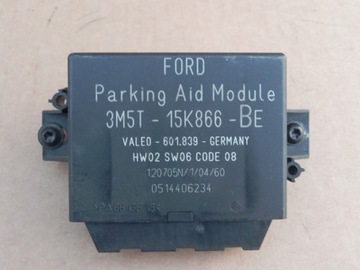 FORD
Parking Aid Module
3M5T - 15K866 - BE
VALEO - 601.839 - GERMANY
HW02 SW06 CODE 08
120705N/1/04/60
0514406234